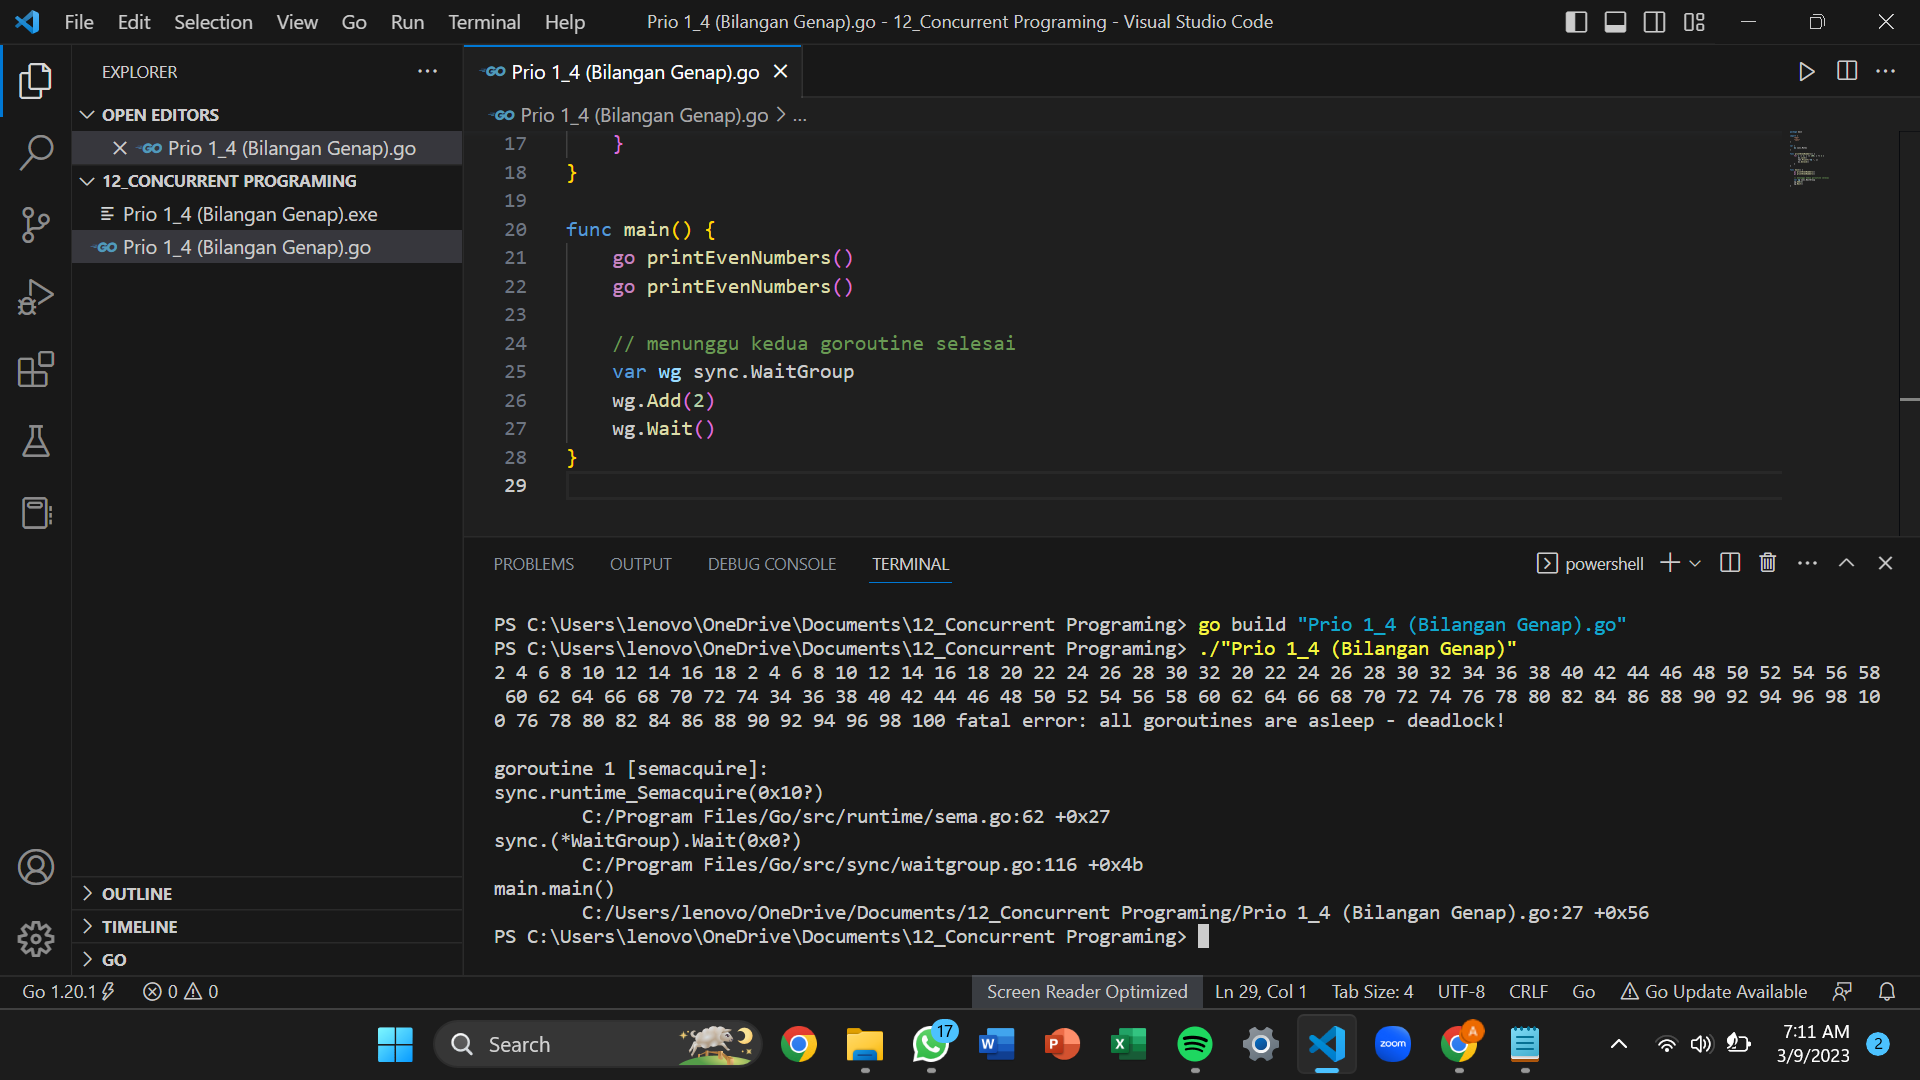 File Edit Selection View Go Run Terminal Help
Prio 1_4 (Bilangan Genap).go - 12_Concurrent Programing - Visual Studio Code
EXPLORER
OPEN EDITORS
Prio 1_4 (Bilangan Genap).go
12_CONCURRENT PROGRAMING
Prio 1_4 (Bilangan Genap).exe
Prio 1_4 (Bilangan Genap).go
OUTLINE
TIMELINE
GO
Prio 1_4 (Bilangan Genap).go
Prio 1_4 (Bilangan Genap).go > ...
17 }
18 }
19
20 func main() {
21 go printEvenNumbers()
22 go printEvenNumbers()
23
24 // menunggu kedua goroutine selesai
25 var wg sync.WaitGroup
26 wg.Add(2)
27 wg.Wait()
28 }
29
PROBLEMS OUTPUT DEBUG CONSOLE TERMINAL
powershell
PS C:\Users\lenovo\OneDrive\Documents\12_Concurrent Programing> go build "Prio 1_4 (Bilangan Genap).go"
PS C:\Users\lenovo\OneDrive\Documents\12_Concurrent Programing> ./"Prio 1_4 (Bilangan Genap)"
2 4 6 8 10 12 14 16 18 2 4 6 8 10 12 14 16 18 20 22 24 26 28 30 32 20 22 24 26 28 30 32 34 36 38 40 42 44 46 48 50 52 54 56 58
60 62 64 66 68 70 72 74 34 36 38 40 42 44 46 48 50 52 54 56 58 60 62 64 66 68 70 72 74 76 78 80 82 84 86 88 90 92 94 96 98 10
0 76 78 80 82 84 86 88 90 92 94 96 98 100 fatal error: all goroutines are asleep - deadlock!
goroutine 1 [semacquire]:
sync.runtime_Semacquire(0x10?)
C:/Program Files/Go/src/runtime/sema.go:62 +0x27
sync.(*WaitGroup).Wait(0x0?)
C:/Program Files/Go/src/sync/waitgroup.go:116 +0x4b
main.main()
C:/Users/lenovo/OneDrive/Documents/12_Concurrent Programing/Prio 1_4 (Bilangan Genap).go:27 +0x56
PS C:\Users\lenovo\OneDrive\Documents\12_Concurrent Programing>
Go 1.20.1 0 0
Screen Reader Optimized Ln 29, Col 1 Tab Size: 4 UTF-8 CRLF Go Go Update Available
Search
17
zoom
A
7:11 AM
3/9/2023
2